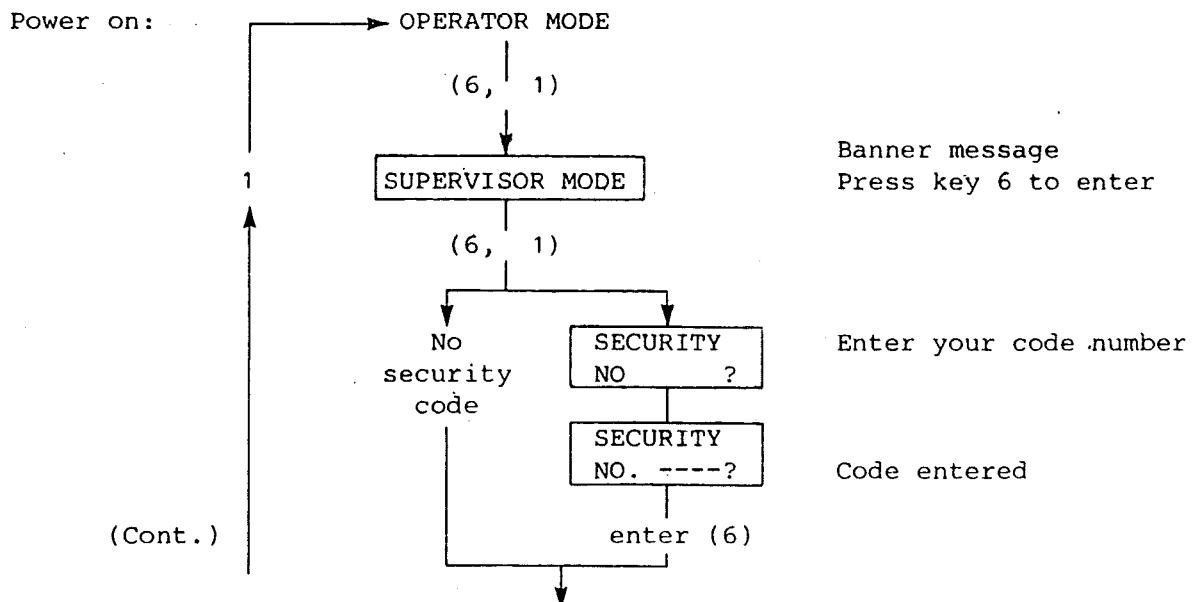 Power on:
OPERATOR MODE
(6, 1)
1
SUPERVISOR MODE
Banner message
Press key 6 to enter
(6, 1)
No
security
code
SECURITY
NO ?
Enter your code number
SECURITY
NO. ----?
Code entered
(Cont.)
enter (6)